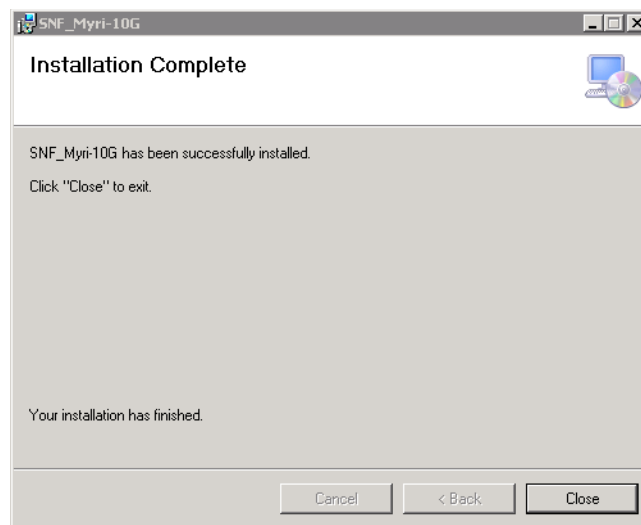 SNF_Myri-10G
Installation Complete
SNF_Myri-10G has been successfully installed.
Click "Close" to exit.
Your installation has finished.
Cancel
< Back
Close